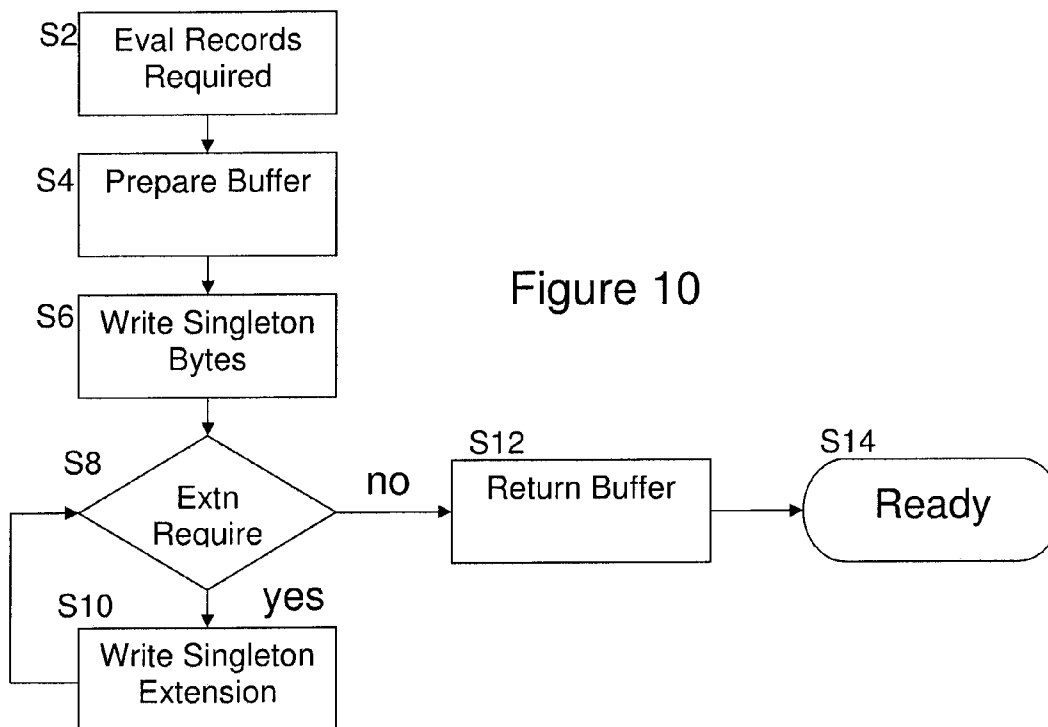 S2
Eval Records
Required
S4
Prepare Buffer
Figure 10
S6
Write Singleton
Bytes
S8
Extn
Require
no
S12
Return Buffer
S14
Ready
yes
S10
Write Singleton
Extension